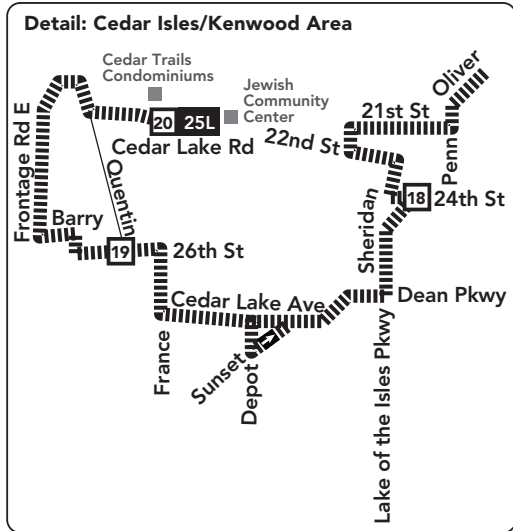 Detail: Cedar Isles/Kenwood Area
Cedar Trails
Condominiums
Jewish
Community
Center
20 25L
Cedar Lake Rd
Oliver
21st St
22nd St
Penn
Frontage Rd E
Quentin
Barry
19
26th St
Sheridan
18
24th St
Cedar Lake Ave
Dean Pkwy
France
Sunset
Depot
Lake of the Isles Pkwy